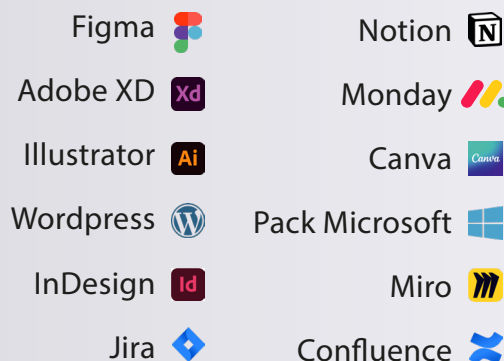 Figma
Adobe XD Xd
Illustrator Ai
Wordpress W
InDesign Id
Jira
Notion N
Monday
Canva Canva
Pack Microsoft
Miro
Confluence